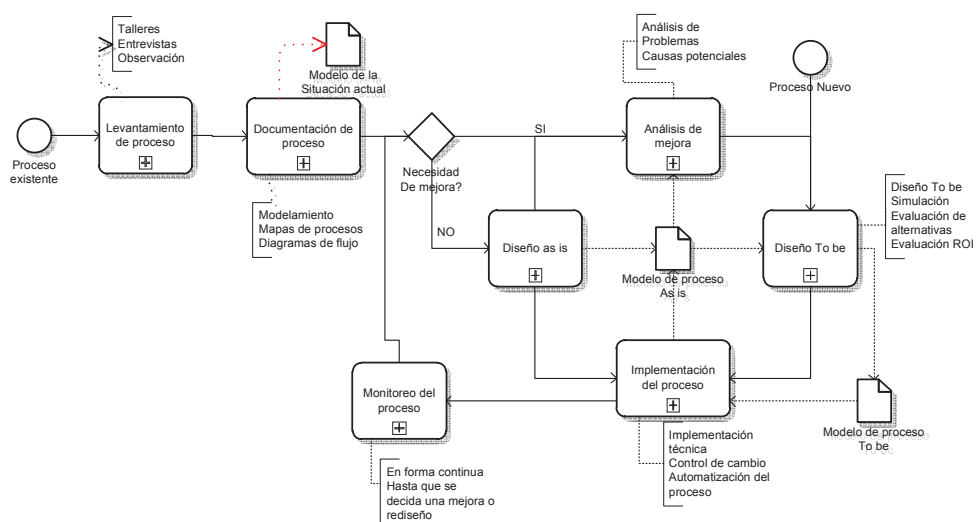 Talleres
Entrevistas
Observación
Modelo de la
Situación actual
Análisis de
Problemas
Causas potenciales
Proceso Nuevo
Proceso
existente
Levantamiento
de proceso
Documentación de
proceso
Necesidad
De mejora?
SI
NO
Análisis de
mejora
Modelamiento
Mapas de procesos
Diagramas de flujo
Diseño as is
Modelo de proceso
As is
Diseño To be
Diseño To be
Simulación
Evaluación de
alternativas
Evaluación ROI
Monitoreo del
proceso
Implementación
del proceso
Modelo de proceso
To be
En forma continua
Hasta que se
decida una mejora o
rediseño
Implementación
técnica
Control de cambio
Automatización del
proceso